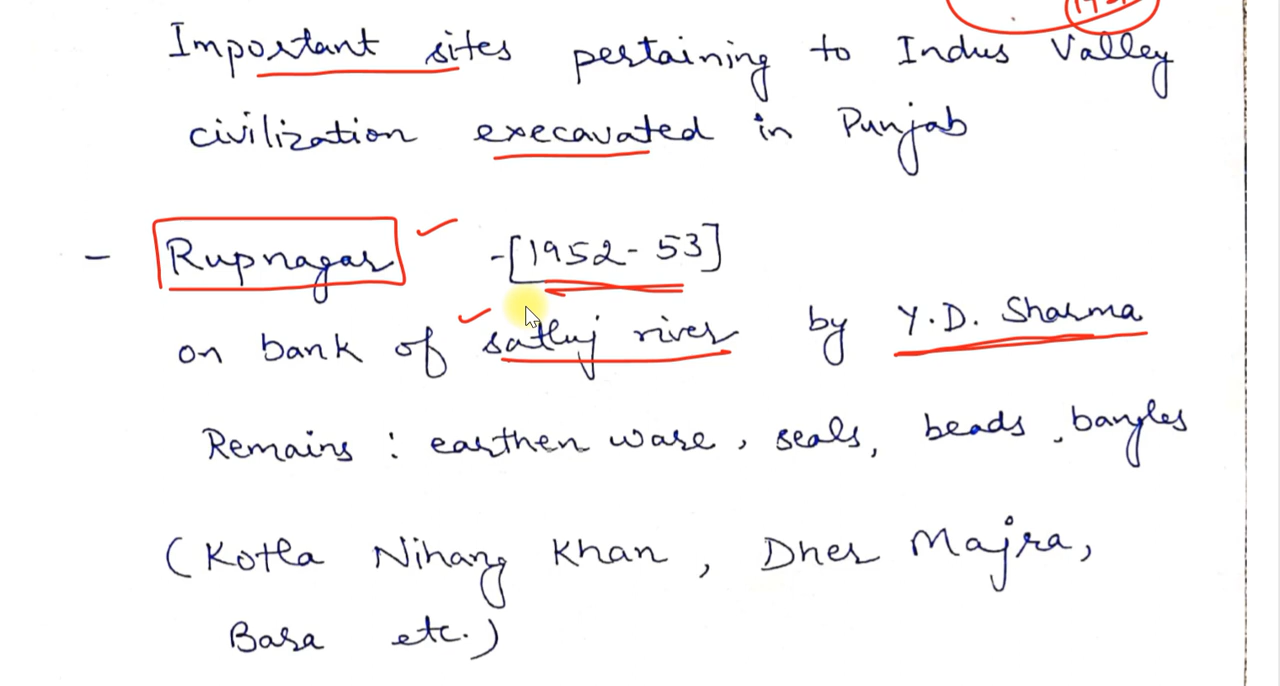 Important sites pertaining to Indus Valley
civilization execavated in Punjab
- Rupnagar -[1952-53]
on bank of satluj river by Y.D. Sharma
Remains : earthen ware, seals, beads, bangles
(Kotla Nihang Khan, Dher Majra,
Bara etc.)